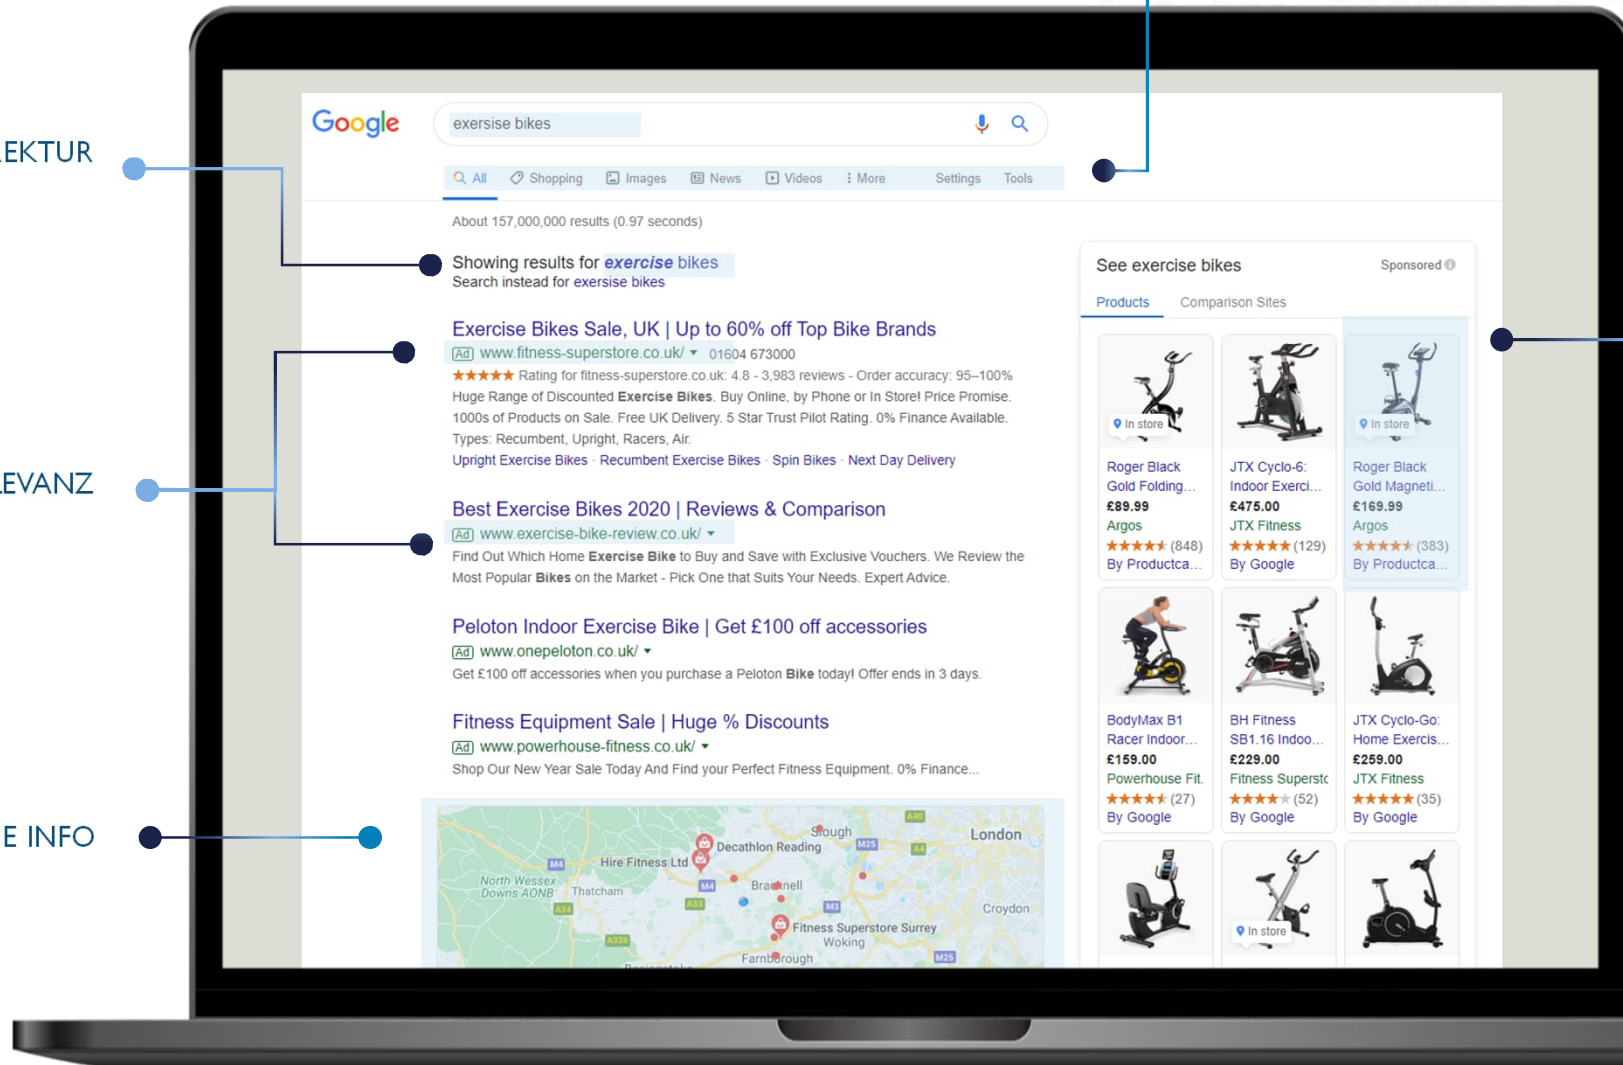 REKTUR
LEVANZ
E INFO
Google
exersise bikes
All Shopping Images News Videos More Settings Tools
About 157,000,000 results (0.97 seconds)
Showing results for exercise bikes
Search instead for exersise bikes
Exercise Bikes Sale, UK | Up to 60% off Top Bike Brands
Ad www.fitness-superstore.co.uk/ 01604 673000
Rating for fitness-superstore.co.uk: 4.8 - 3,983 reviews - Order accuracy: 95–100%
Huge Range of Discounted Exercise Bikes. Buy Online, by Phone or In Store! Price Promise.
1000s of Products on Sale. Free UK Delivery. 5 Star Trust Pilot Rating. 0% Finance Available.
Types: Recumbent, Upright, Racers, Air.
Upright Exercise Bikes · Recumbent Exercise Bikes · Spin Bikes · Next Day Delivery
Best Exercise Bikes 2020 | Reviews & Comparison
Ad www.exercise-bike-review.co.uk/
Find Out Which Home Exercise Bike to Buy and Save with Exclusive Vouchers. We Review the
Most Popular Bikes on the Market - Pick One that Suits Your Needs. Expert Advice.
Peloton Indoor Exercise Bike | Get £100 off accessories
Ad www.onepeloton.co.uk/
Get £100 off accessories when you purchase a Peloton Bike today! Offer ends in 3 days.
Fitness Equipment Sale | Huge % Discounts
Ad www.powerhouse-fitness.co.uk/
Shop Our New Year Sale Today And Find your Perfect Fitness Equipment. 0% Finance...
A40
Slough
London
Decathlon Reading
M25
A4
Hire Fitness Ltd
M4
North Wessex
Downs AONB
Thatcham
M4
Bracknell
A34
A33
M3
Croydon
Fitness Superstore Surrey
Woking
A339
Farnborough
M25
See exercise bikes Sponsored
Products Comparison Sites
In store
Roger Black
Gold Folding...
£89.99
Argos
(848)
By Productca...
JTX Cyclo-6:
Indoor Exerci...
£475.00
JTX Fitness
(129)
By Google
In store
Roger Black
Gold Magneti...
£169.99
Argos
(383)
By Productca...
BodyMax B1
Racer Indoor...
£159.00
Powerhouse Fit.
(27)
By Google
BH Fitness
SB1.16 Indoo...
£229.00
Fitness Superstc
(52)
By Google
JTX Cyclo-Go:
Home Exercis...
£259.00
JTX Fitness
(35)
By Google
In store